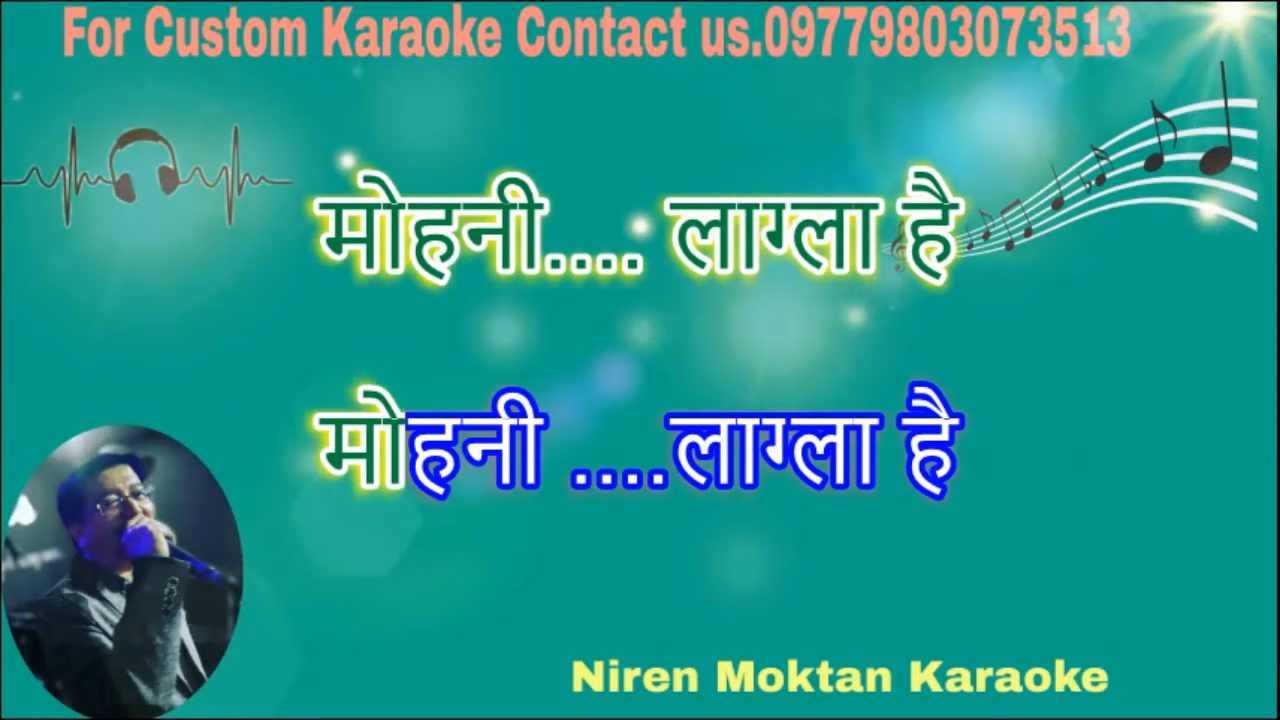 For Custom Karaoke Contact us.09779803073513
मोहनी.... लाग्ला है
मोहनी ....लाग्ला है
Niren Moktan Karaoke